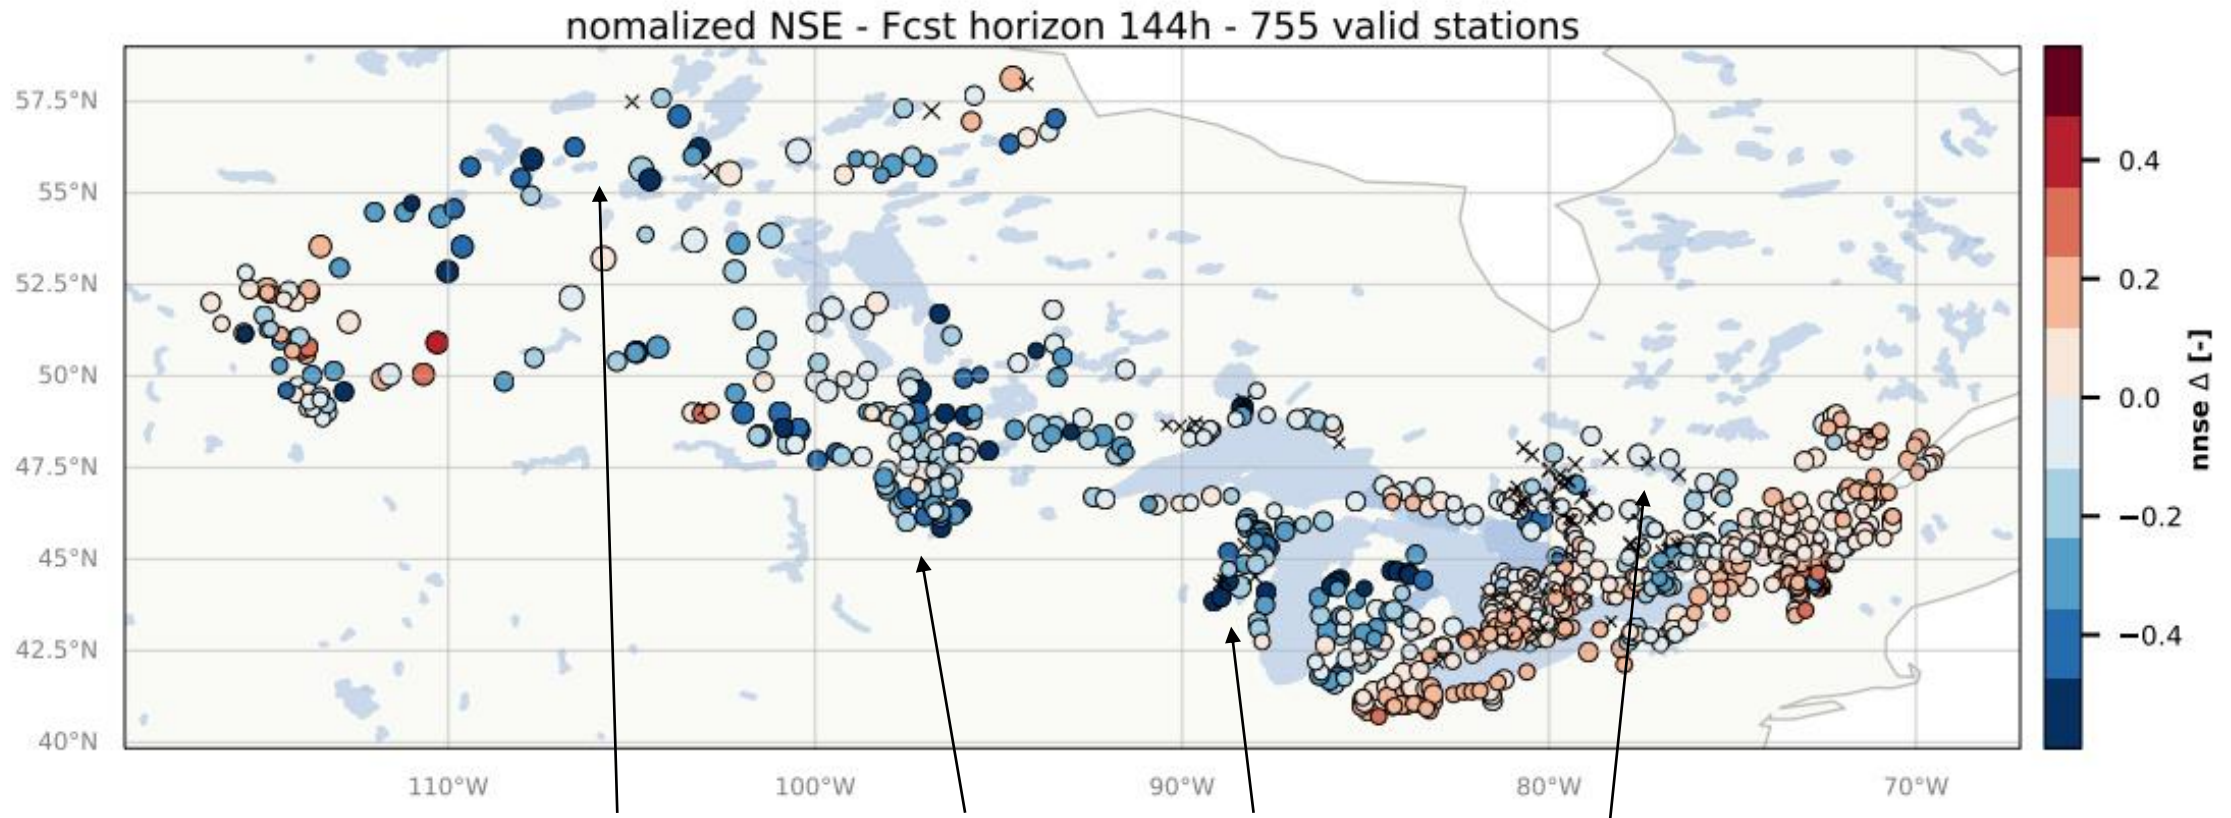 nomalized NSE - Fcst horizon 144h - 755 valid stations
57.5°N
55°N
52.5°N
50°N
47.5°N
45°N
42.5°N
40°N
110°W
100°W
90°W
80°W
70°W
0.4
0.2
0.0
−0.2
−0.4
nnse Δ [-]